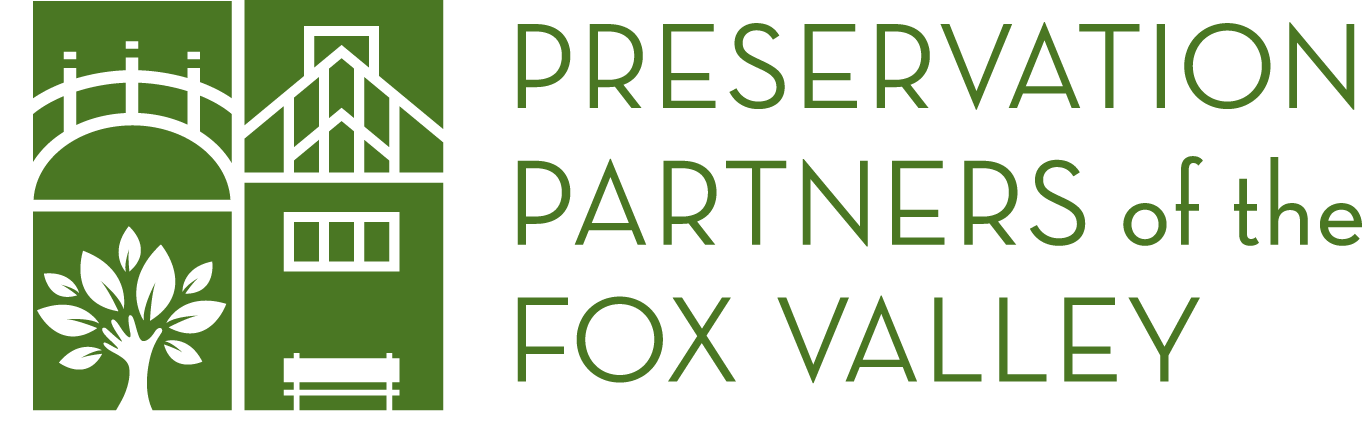 PRESERVATION
PARTNERS of the
FOX VALLEY